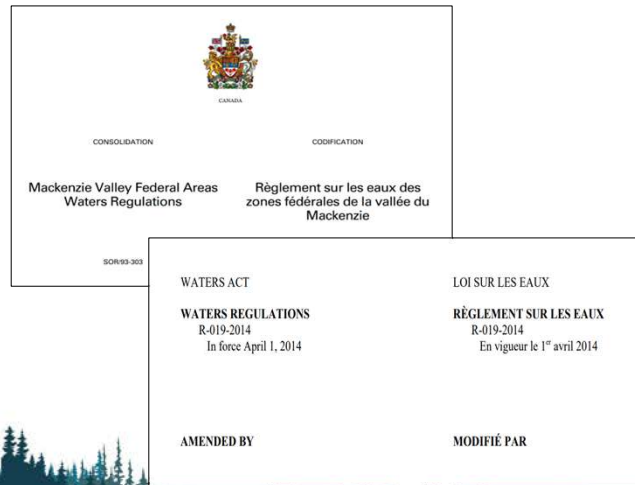 CANADA
CONSOLIDATION
CODIFICATION
Mackenzie Valley Federal Areas
Waters Regulations
Règlement sur les eaux des
zones fédérales de la vallée du
Mackenzie
SOR/93-303
WATERS ACT
WATERS REGULATIONS
R-019-2014
In force April 1, 2014
AMENDED BY
LOI SUR LES EAUX
RÈGLEMENT SUR LES EAUX
R-019-2014
En vigueur le 1er avril 2014
MODIFIÉ PAR